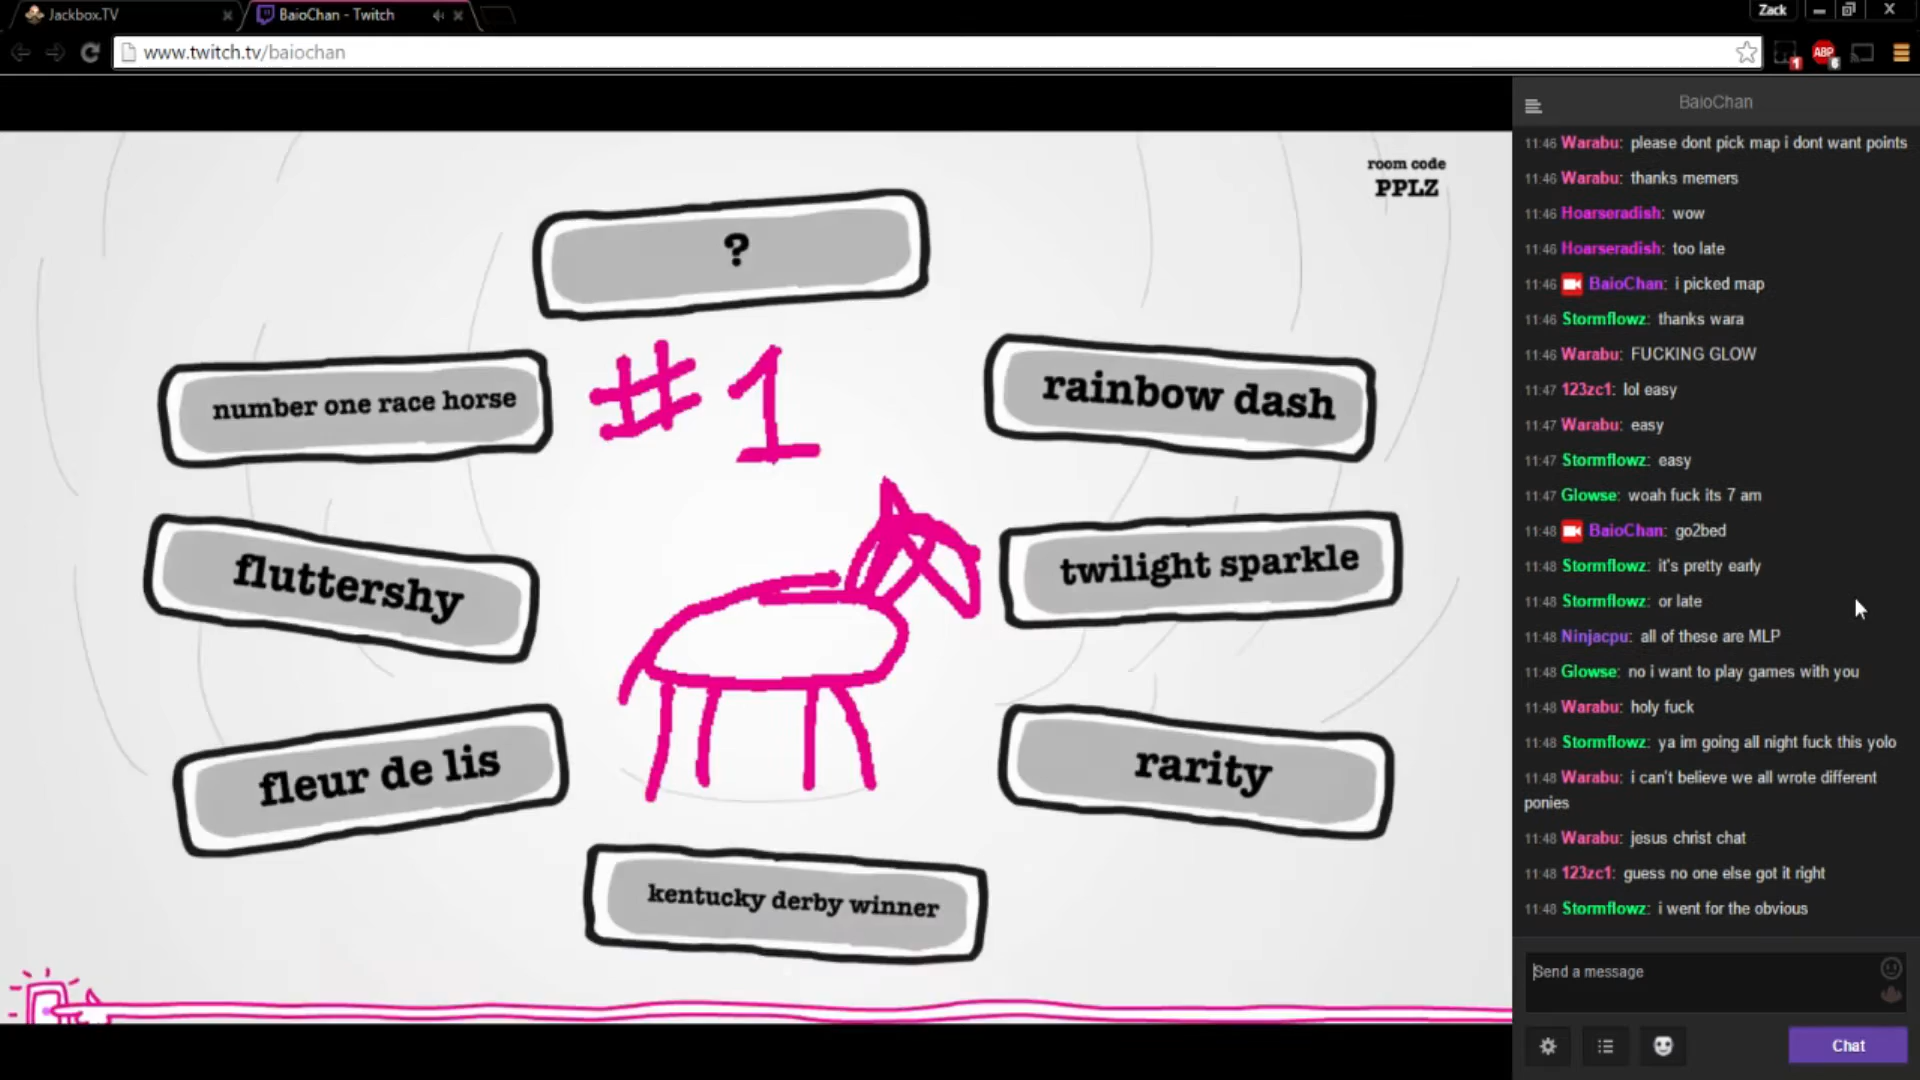 Jackbox.TV
BaioChan - Twitch
Zack
www.twitch.tv/baiochan
1
ABP
6
room code
PPLZ
?
#1
number one race horse
rainbow dash
fluttershy
twilight sparkle
fleur de lis
rarity
kentucky derby winner
BaioChan
11:46 Warabu: please dont pick map i dont want points
11:46 Warabu: thanks memers
11:46 Hoarseradish: wow
11:46 Hoarseradish: too late
11:46 BaioChan: i picked map
11:46 Stormflowz: thanks wara
11:46 Warabu: FUCKING GLOW
11:47 123zc1: lol easy
11:47 Warabu: easy
11:47 Stormflowz: easy
11:47 Glowse: woah fuck its 7 am
11:48 BaioChan: go2bed
11:48 Stormflowz: it's pretty early
11:48 Stormflowz: or late
11:48 Ninjacpu: all of these are MLP
11:48 Glowse: no i want to play games with you
11:48 Warabu: holy fuck
11:48 Stormflowz: ya im going all night fuck this yolo
11:48 Warabu: i can't believe we all wrote different
ponies
11:48 Warabu: jesus christ chat
11:48 123zc1: guess no one else got it right
11:48 Stormflowz: i went for the obvious
Send a message
Chat